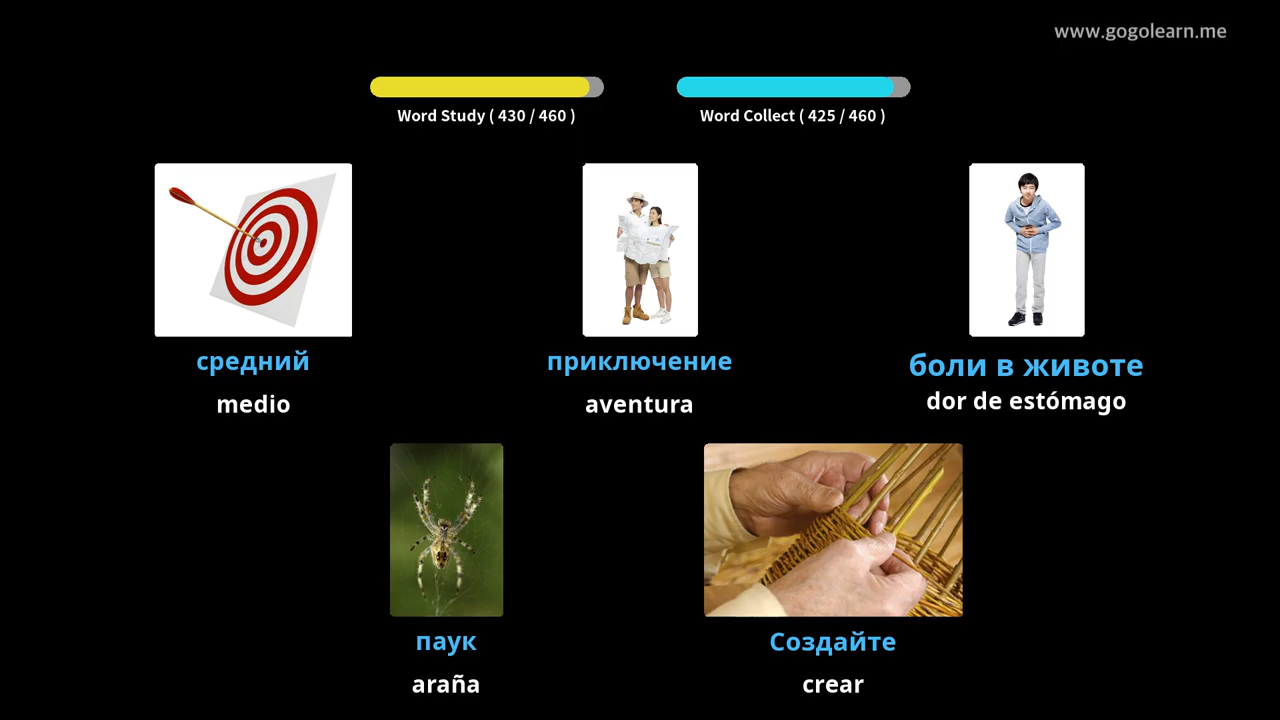 www.gogolearn.me
Word Study ( 430 / 460 )
Word Collect ( 425 / 460 )
средний
medio
приключение
aventura
боли в животе
dor de estómago
паук
araña
Создайте
crear